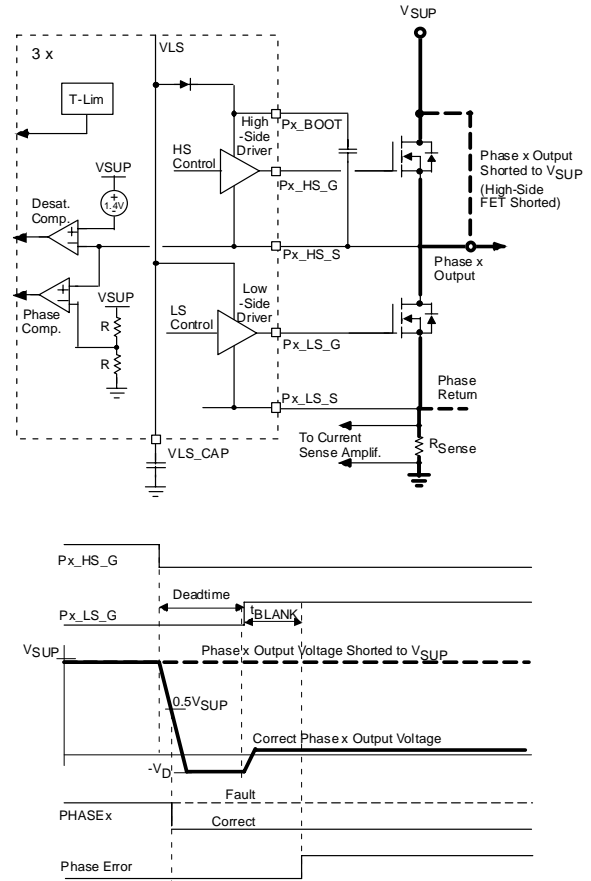 VSUP
3 x
VLS
T-Lim
High
-Side
Driver
Px_BOOT
HS
Control
Px_HS_G
Phase x Output
Shorted to VSUP
(High-Side
FET Shorted)
VSUP
+
1.4V
-
Desat.
Comp.
+
-
Px_HS_S
Phase x
Output
+
-
Phase
Comp.
VSUP
R
R
LS
Control
Low
-Side
Driver
Px_LS_G
Px_LS_S
Phase
Return
To Current
Sense Amplif.
RSense
VLS_CAP
Px_HS_G
Deadtime
Px_LS_G
tBLANK
VSUP
Phase x Output Voltage Shorted to VSUP
0.5VSUP
Correct Phase x Output Voltage
-VD
Fault
PHASEx
Correct
Phase Error